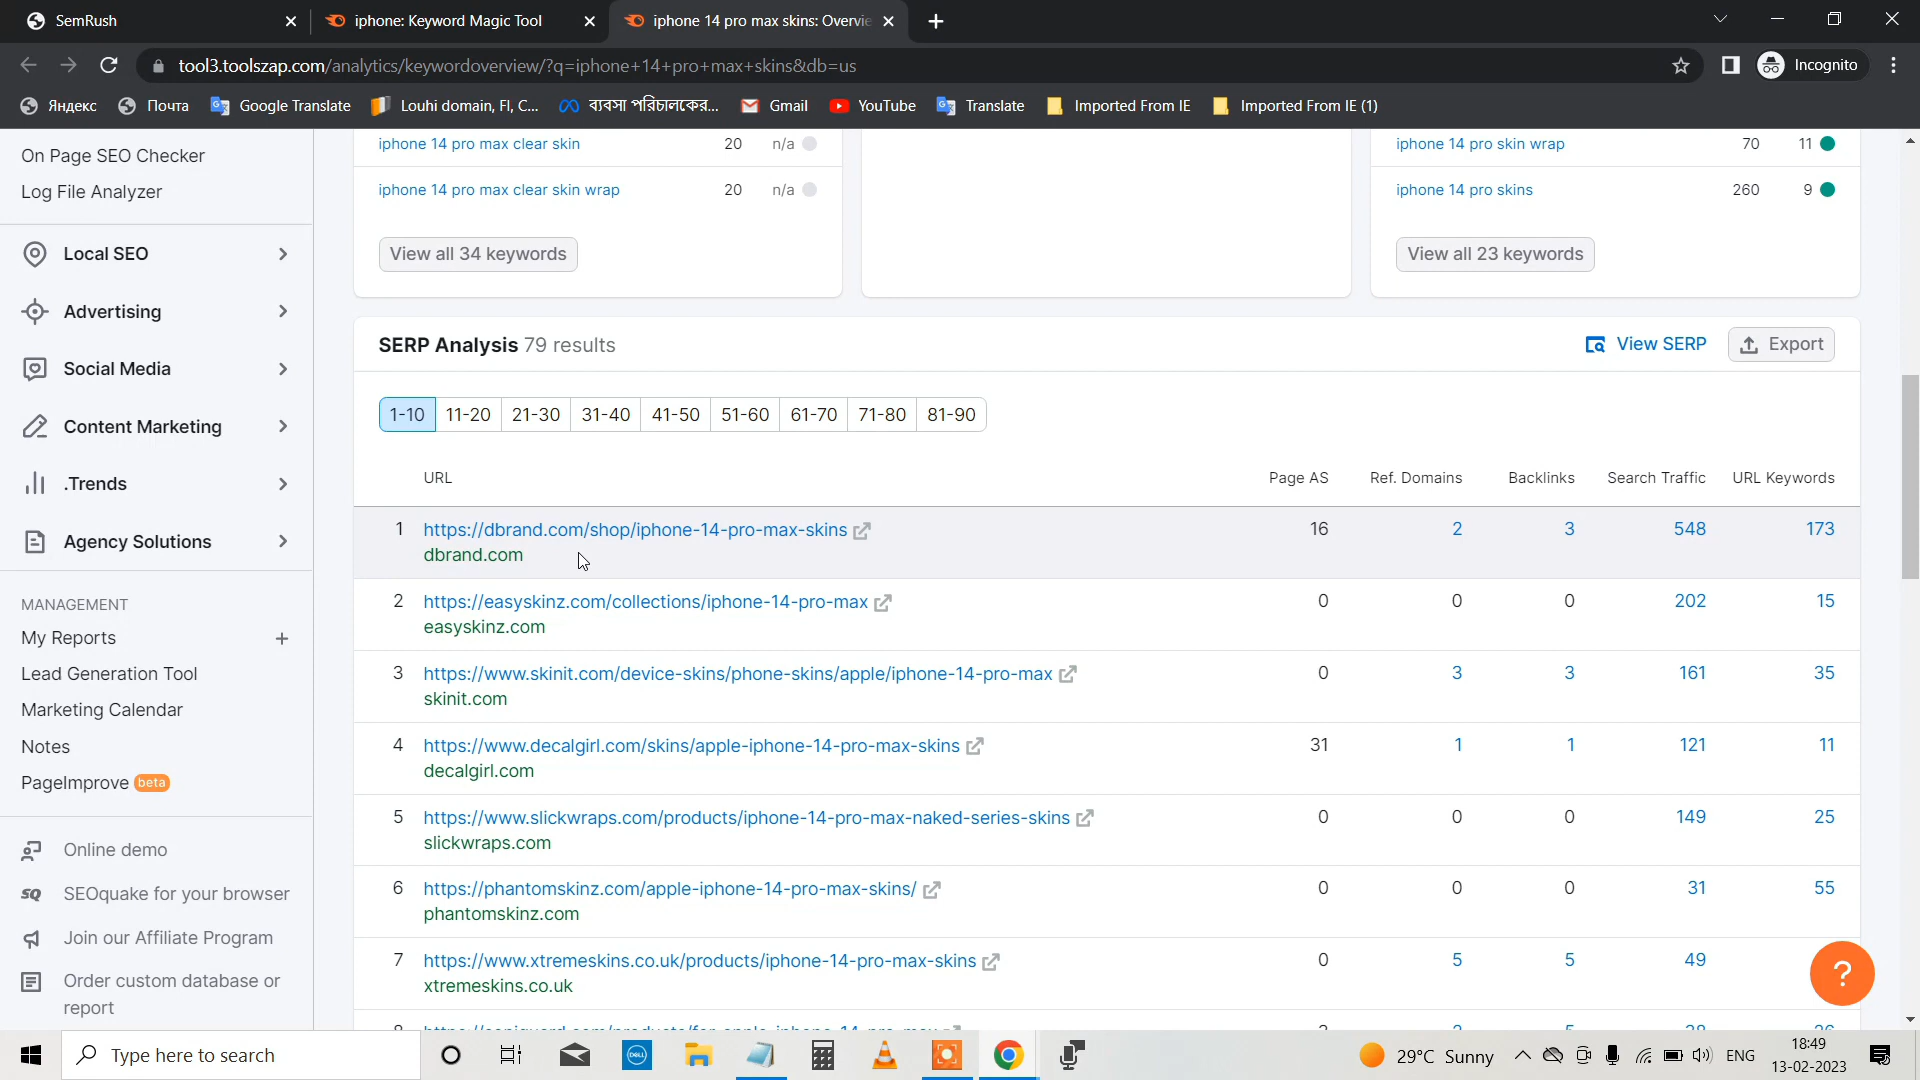 SemRush
iphone: Keyword Magic Tool
iphone 14 pro max skins: Overvie
tool3.toolszap.com/analytics/keywordoverview/?q=iphone+14+pro+max+skins&db=us
Incognito
Яндекс
Почта
Google Translate
Louhi domain, FI, C...
ব্যবসা পরিচালকের...
Gmail
YouTube
Translate
Imported From IE
Imported From IE (1)
On Page SEO Checker
Log File Analyzer
Local SEO
Advertising
Social Media
Content Marketing
.Trends
Agency Solutions
MANAGEMENT
My Reports +
Lead Generation Tool
Marketing Calendar
Notes
PageImprove beta
Online demo
SQ SEOquake for your browser
Join our Affiliate Program
Order custom database or
report
iphone 14 pro max clear skin 20 n/a
iphone 14 pro max clear skin wrap 20 n/a
View all 34 keywords
iphone 14 pro skin wrap 70 11
iphone 14 pro skins 260 9
View all 23 keywords
SERP Analysis 79 results
View SERP
Export
1-10 11-20 21-30 31-40 41-50 51-60 61-70 71-80 81-90
URL Page AS Ref. Domains Backlinks Search Traffic URL Keywords
1 https://dbrand.com/shop/iphone-14-pro-max-skins 16 2 3 548 173
dbrand.com
2 https://easyskinz.com/collections/iphone-14-pro-max 0 0 0 202 15
easyskinz.com
3 https://www.skinit.com/device-skins/phone-skins/apple/iphone-14-pro-max 0 3 3 161 35
skinit.com
4 https://www.decalgirl.com/skins/apple-iphone-14-pro-max-skins 31 1 1 121 11
decalgirl.com
5 https://www.slickwraps.com/products/iphone-14-pro-max-naked-series-skins 0 0 0 149 25
slickwraps.com
6 https://phantomskinz.com/apple-iphone-14-pro-max-skins/ 0 0 0 31 55
phantomskinz.com
7 https://www.xtremeskins.co.uk/products/iphone-14-pro-max-skins 0 5 5 49
xtremeskins.co.uk
?
Type here to search
DELL
29°C Sunny
ENG
18:49
13-02-2023